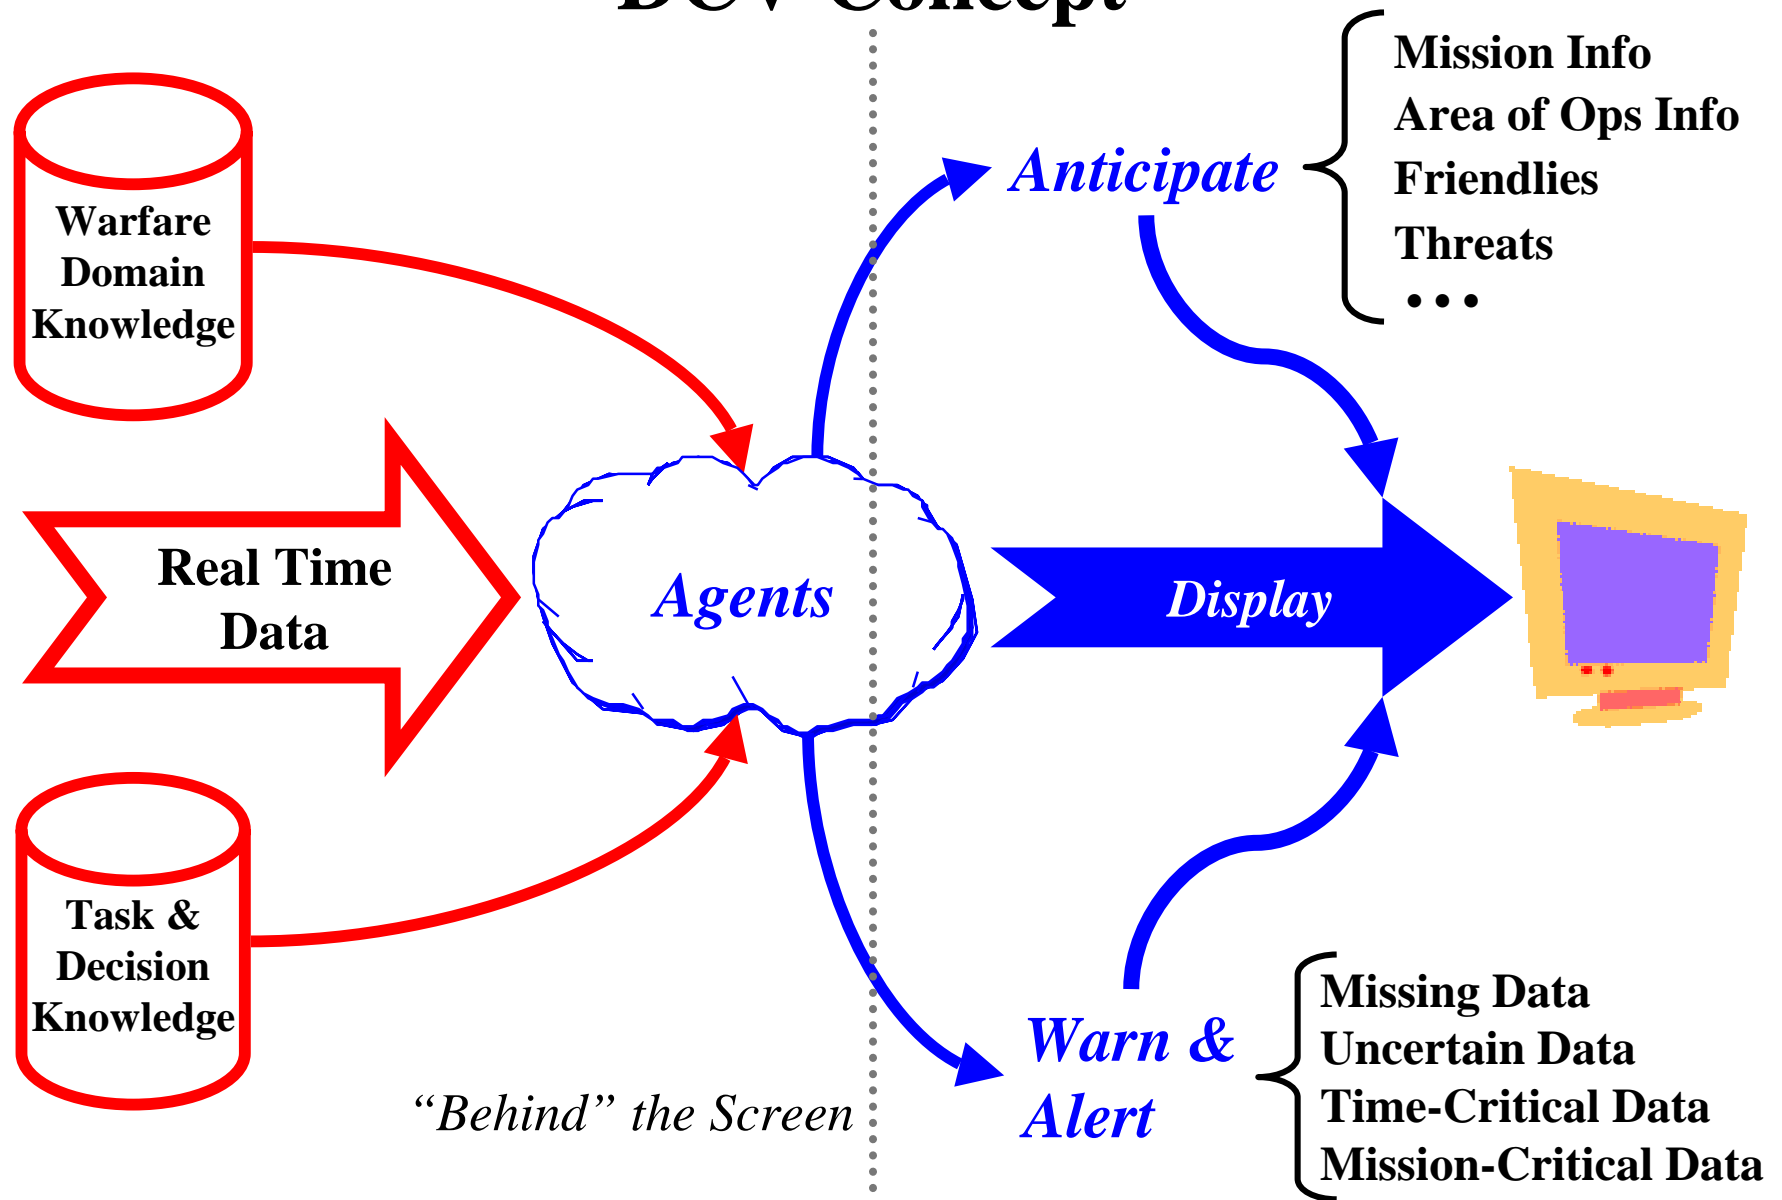 Concept
Mission Info
Area of Ops Info
Friendlies
Threats
• • •
Anticipate
Warfare
Domain
Knowledge
Real Time
Data
Agents
Display
Task &
Decision
Knowledge
"Behind" the Screen
Warn &
Alert
Missing Data
Uncertain Data
Time-Critical Data
Mission-Critical Data